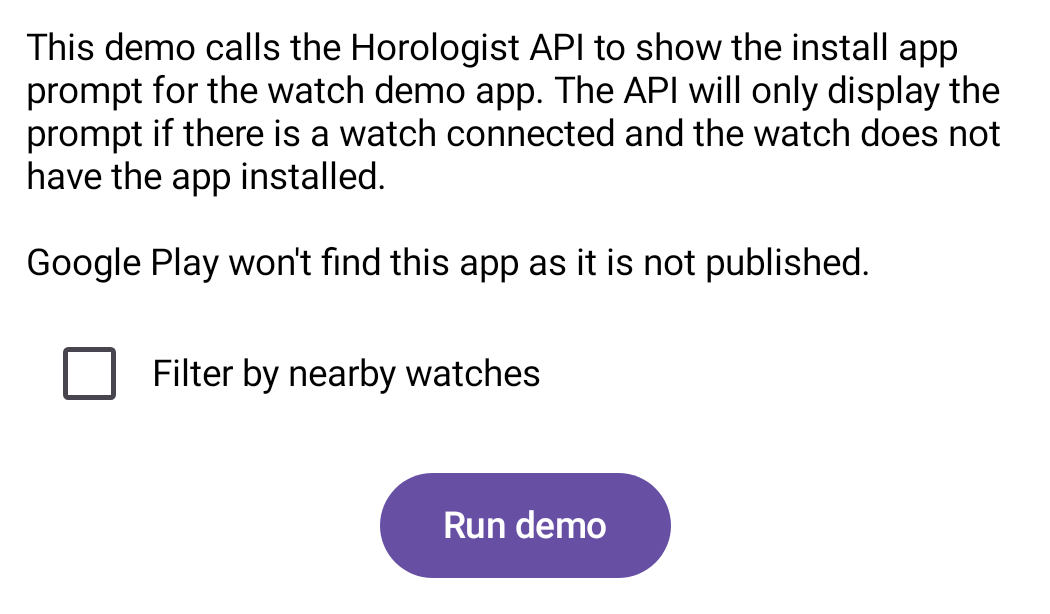 This demo calls the Horologist API to show the install app
prompt for the watch demo app. The API will only display the
prompt if there is a watch connected and the watch does not
have the app installed.
Google Play won't find this app as it is not published.
Filter by nearby watches
Run demo